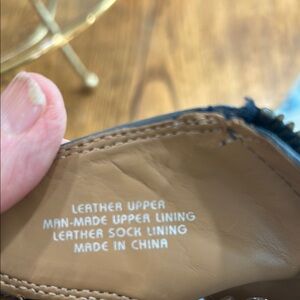 LEATHER UPPER
MAN-MADE UPPER LINING
LEATHER SOCK LINING
MADE IN CHINA